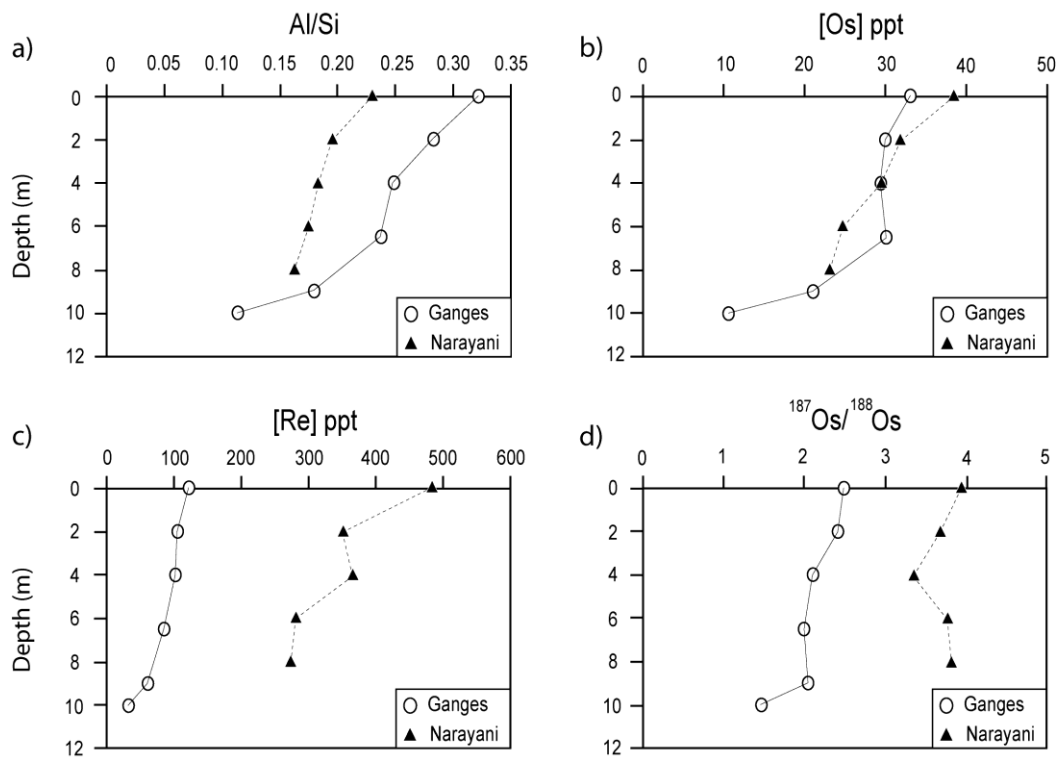 a)
Al/Si
0 0.05 0.10 0.15 0.20 0.25 0.30 0.35
Depth (m)
0
2
4
6
8
10
12
Ganges
Narayani
b)
[Os] ppt
0 10 20 30 40 50
0
2
4
6
8
10
12
Ganges
Narayani
c)
[Re] ppt
0 100 200 300 400 500 600
Depth (m)
0
2
4
6
8
10
12
Ganges
Narayani
d)
187Os/188Os
0 1 2 3 4 5
0
2
4
6
8
10
12
Ganges
Narayani